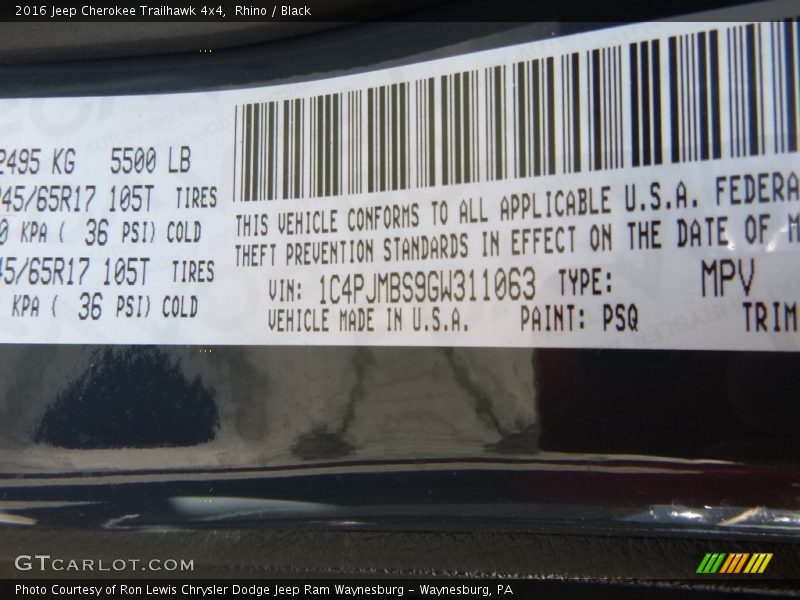 2016 Jeep Cherokee Trailhawk 4x4, Rhino / Black
2495 KG 5500 LB
45/65R17 105T TIRES
0 KPA ( 36 PSI) COLD
45/65R17 105T TIRES
KPA ( 36 PSI) COLD
THIS VEHICLE CONFORMS TO ALL APPLICABLE U.S.A. FEDERA
THEFT PREVENTION STANDARDS IN EFFECT ON THE DATE OF M
VIN: 1C4PJMBS9GW311063 TYPE: MPV
VEHICLE MADE IN U.S.A. PAINT: PSQ TRIM
GTCARLOT.COM
Photo Courtesy of Ron Lewis Chrysler Dodge Jeep Ram Waynesburg - Waynesburg, PA